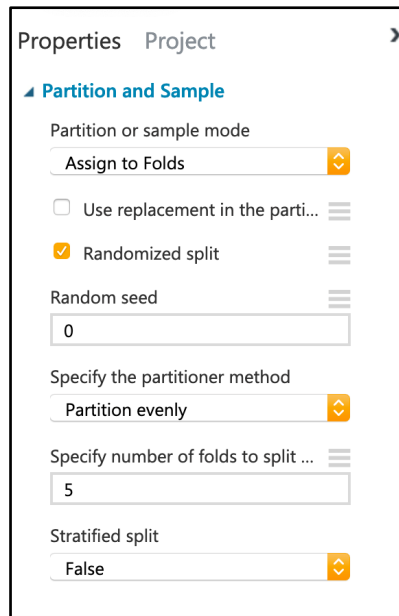 Properties Project
Partition and Sample
Partition or sample mode
Assign to Folds
Use replacement in the parti...
Randomized split
Random seed
0
Specify the partitioner method
Partition evenly
Specify number of folds to split ...
5
Stratified split
False